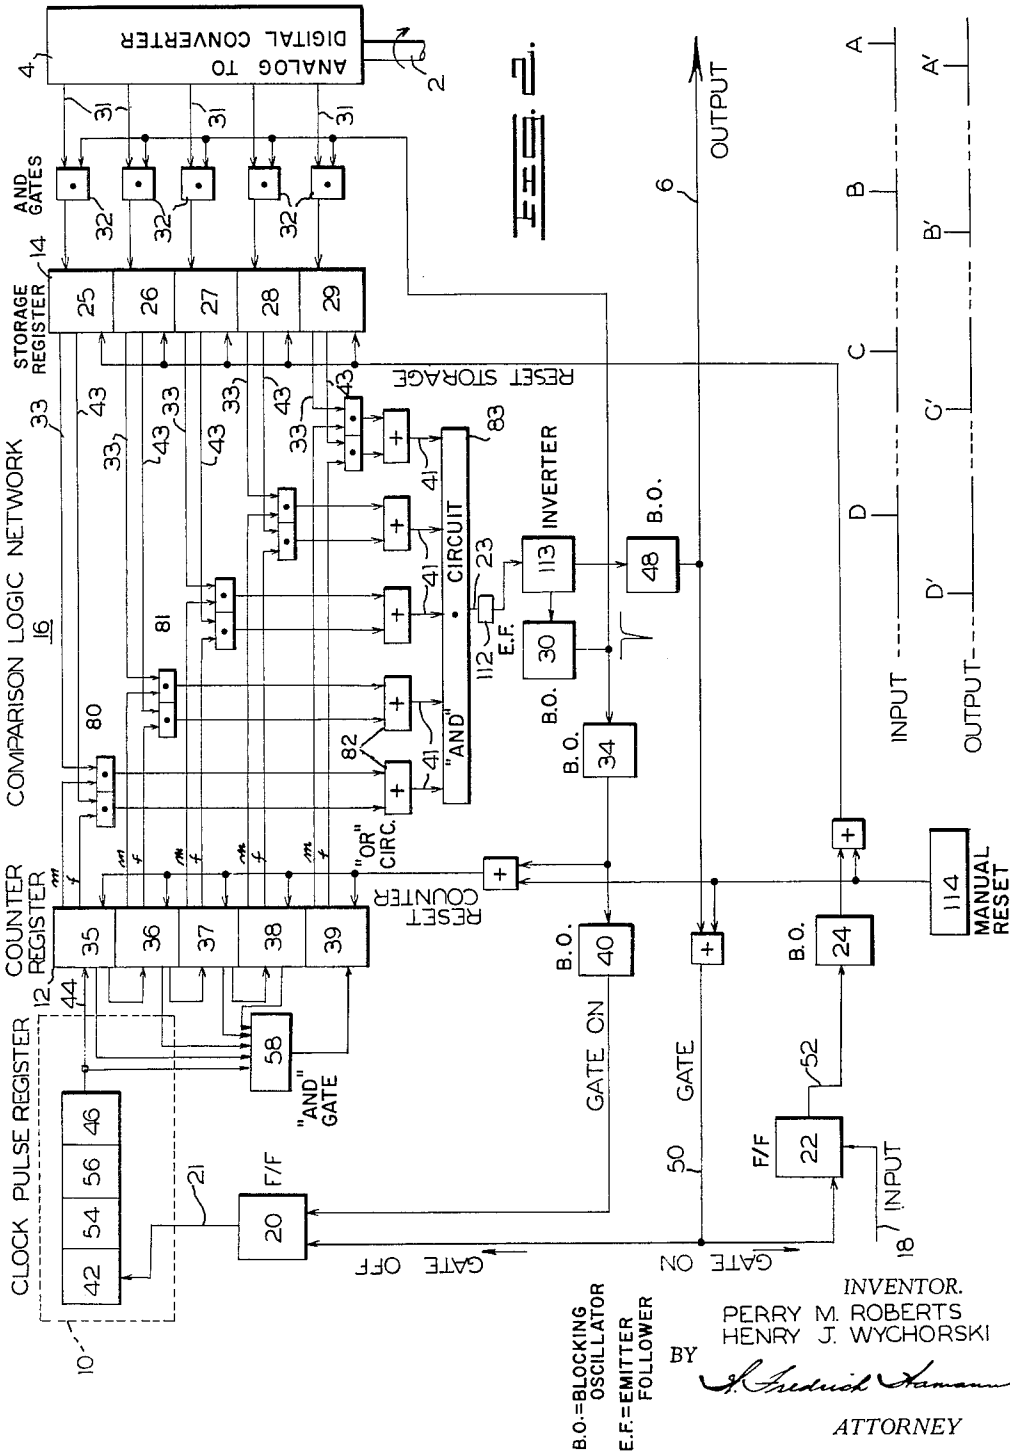 CLOCK PULSE REGISTER
10
42
54
56
46
21
20
F/F
GATE OFF
GATE ON
44
12
COUNTER
REGISTER
35
36
37
38
39
58
"AND"
GATE
m
f
m
f
m
f
m
f
m
f
COMPARISON LOGIC NETWORK
16
33
43
33
43
33
43
33
43
33
43
80
81
82
"OR" CIRC.
+
+
+
+
+
41
41
41
41
41
"AND" • CIRCUIT
83
23
112
E.F.
113
INVERTER
30
B.O.
48
B.O.
34
B.O.
40
B.O.
GATE ON
RESET
COUNTER
+
STORAGE
REGISTER
14
25
26
27
28
29
RESET STORAGE
AND
GATES
32
32
32
32
31
31
31
31
4
ANALOG TO
DIGITAL CONVERTER
2
FIG. 2.
6
OUTPUT
50
GATE
+
22
F/F
52
18
INPUT
24
B.O.
+
114
MANUAL
RESET
INPUT
D
C
B
A
OUTPUT
D'
C'
B'
A'
B.O.=BLOCKING
OSCILLATOR
E.F.=EMITTER
FOLLOWER
INVENTOR.
PERRY M. ROBERTS
HENRY J. WYCHORSKI
BY
H. Fredrick Hamann
ATTORNEY